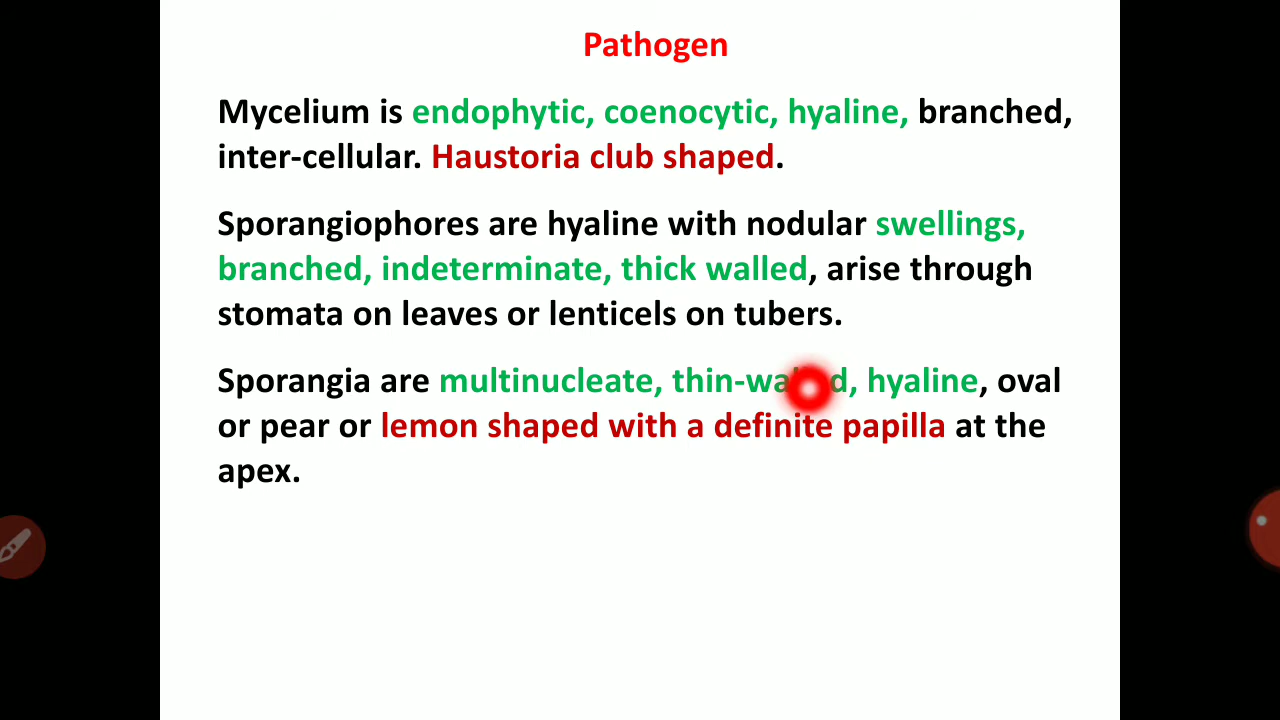 Pathogen
Mycelium is endophytic, coenocytic, hyaline, branched,
inter-cellular. Haustoria club shaped.
Sporangiophores are hyaline with nodular swellings,
branched, indeterminate, thick walled, arise through
stomata on leaves or lenticels on tubers.
Sporangia are multinucleate, thin-walled, hyaline, oval
or pear or lemon shaped with a definite papilla at the
apex.